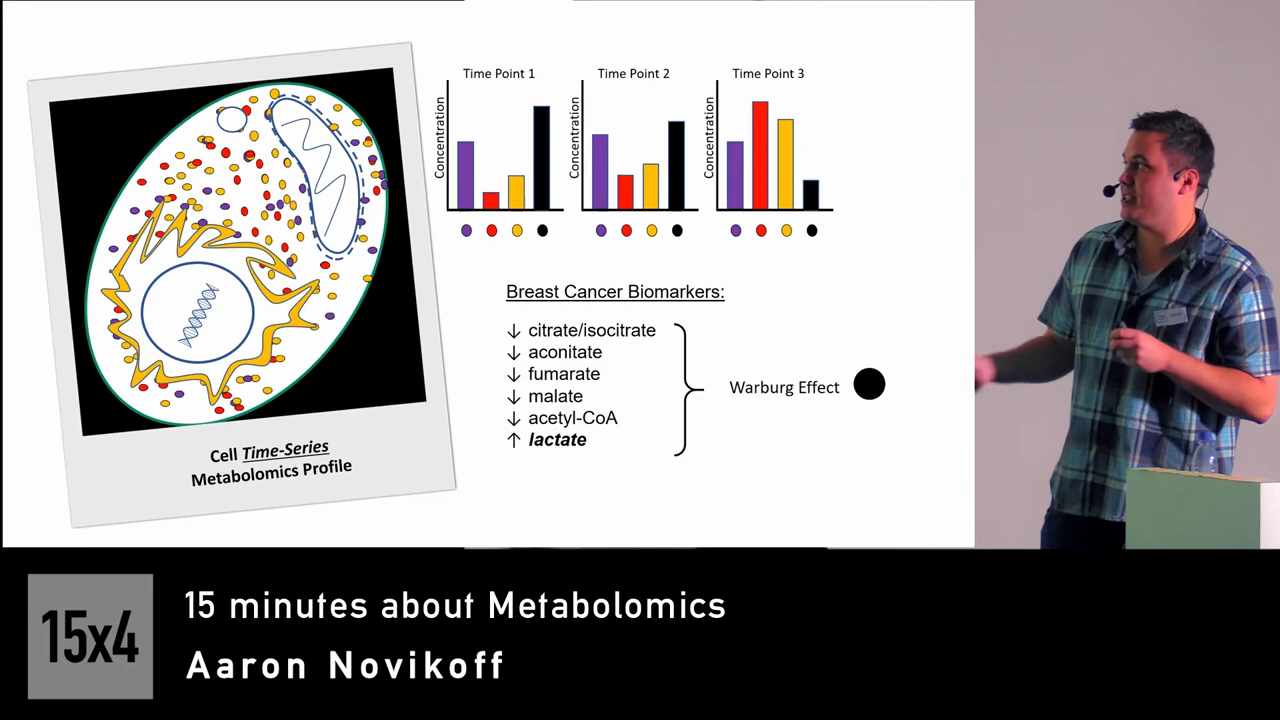 Time Point 1
Time Point 2
Time Point 3
Concentration
Concentration
Concentration
Breast Cancer Biomarkers:
↓ citrate/isocitrate
↓ aconitate
↓ fumarate
↓ malate
↓ acetyl-CoA
↑ lactate
Warburg Effect
Cell Time-Series
Metabolomics Profile
15x4
15 minutes about Metabolomics
Aaron Novikoff